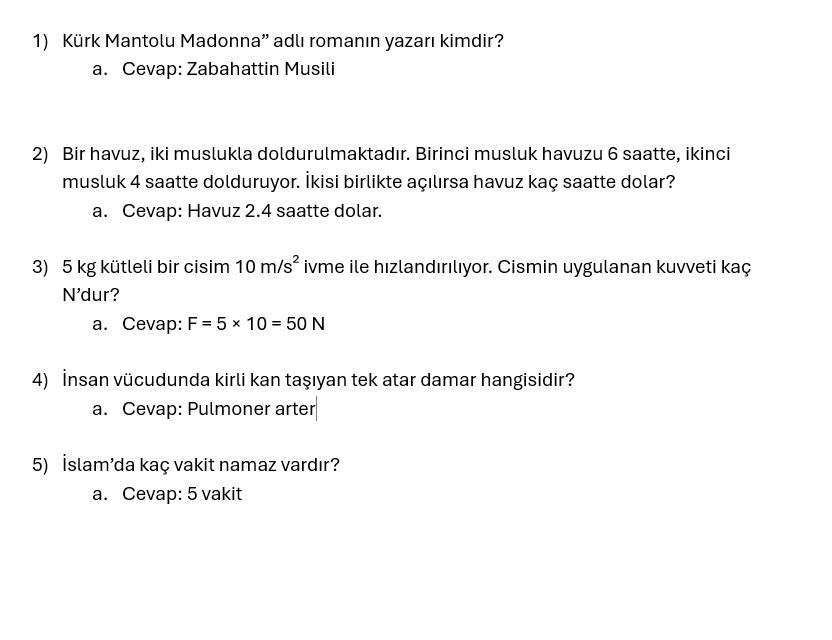 1) Kürk Mantolu Madonna” adlı romanın yazarı kimdir?
a. Cevap: Zabahattin Musili
2) Bir havuz, iki muslukla doldurulmaktadır. Birinci musluk havuzu 6 saatte, ikinci
musluk 4 saatte dolduruyor. İkisi birlikte açılırsa havuz kaç saatte dolar?
a. Cevap: Havuz 2.4 saatte dolar.
3) 5 kg kütleli bir cisim 10 m/s² ivme ile hızlandırılıyor. Cismin uygulanan kuvveti kaç
N’dur?
a. Cevap: F = 5 × 10 = 50 N
4) İnsan vücudunda kirli kan taşıyan tek atar damar hangisidir?
a. Cevap: Pulmoner arter
5) İslam’da kaç vakit namaz vardır?
a. Cevap: 5 vakit